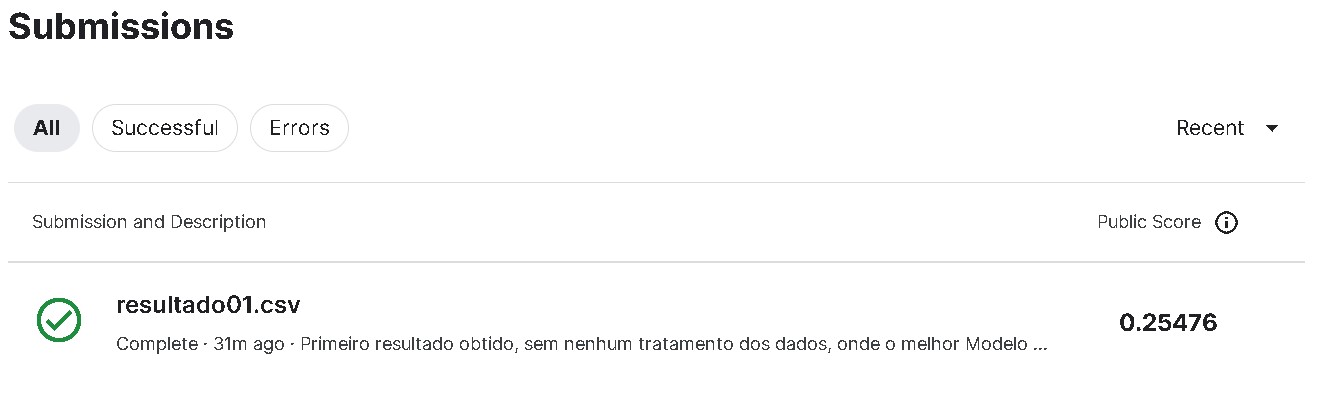 Submissions
All Successful Errors Recent
Submission and Description Public Score
resultado01.csv
0.25476
Complete · 31m ago · Primeiro resultado obtido, sem nenhum tratamento dos dados, onde o melhor Modelo ...